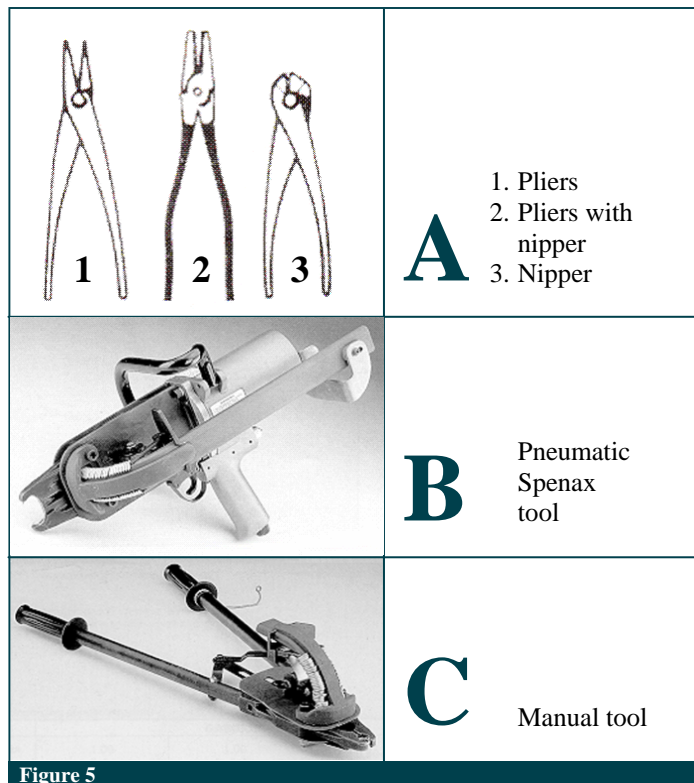 1 2 3
A
1. Pliers
2. Pliers with
nipper
3. Nipper
B
Pneumatic
Spenax
tool
C
Manual tool
Figure 5